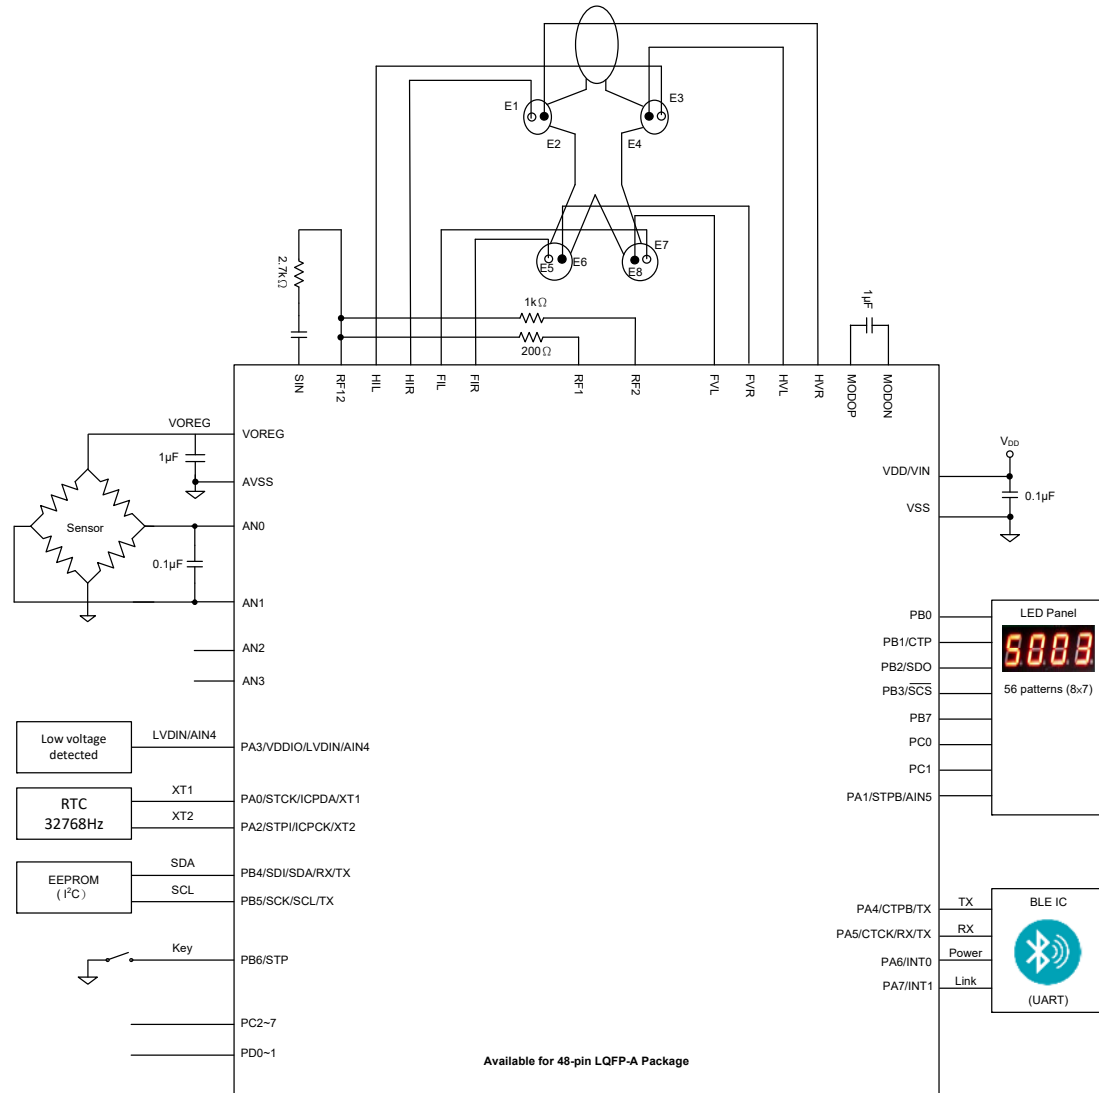 E1
E3
E2
E4
E7
E5
E6
E8
2.7kΩ
1kΩ
200Ω
1µF
SIN
RF12
HIL
HIR
FIL
FIR
RF1
RF2
FVL
FVR
HVL
HVR
MODOP
MODON
VOREG
VOREG
1µF
AVSS
Sensor
AN0
0.1µF
AN1
AN2
AN3
Low voltage
detected
LVDIN/AIN4
PA3/VDDIO/LVDIN/AIN4
RTC
32768Hz
XT1
PA0/STCK/ICPDA/XT1
XT2
PA2/STPI/ICPCK/XT2
EEPROM
( I²C )
SDA
PB4/SDI/SDA/RX/TX
SCL
PB5/SCK/SCL/TX
Key
PB6/STP
PC2~7
PD0~1
VDD
VDD/VIN
VSS
0.1µF
PB0
PB1/CTP
PB2/SDO
PB3/SCS
PB7
PC0
PC1
PA1/STPB/AIN5
LED Panel
5003
56 patterns (8x7)
PA4/CTPB/TX
TX
PA5/CTCK/RX/TX
RX
PA6/INT0
Power
PA7/INT1
Link
BLE IC
(UART)
Available for 48-pin LQFP-A Package